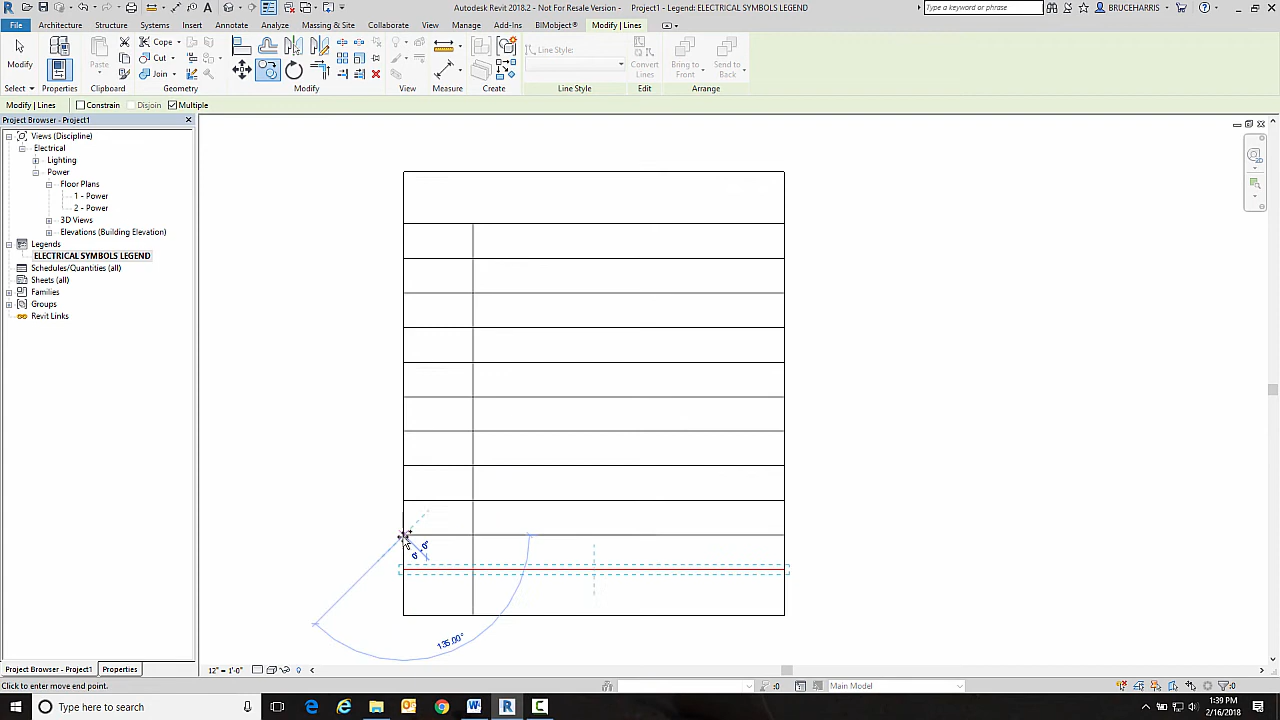 Autodesk Revit 2018.2 - Not For Resale Version - Project1 - Legend: ELECTRICAL SYMBOLS LEGEND
Type a keyword or phrase
BRUCEHARRIS
File Architecture Structure Systems Insert Annotate Analyze Massing & Site Collaborate View Manage Add-Ins BIMobject® Modify | Lines
Modify
Paste
Cope
Cut
Join
Line Style:
Convert Lines
Bring to Front
Send to Back
Select Properties Clipboard Geometry Modify View Measure Create Line Style Edit Arrange
Modify | Lines Constrain Disjoin Multiple
Project Browser - Project1
Views (Discipline)
Electrical
Lighting
Power
Floor Plans
1 - Power
2 - Power
3D Views
Elevations (Building Elevation)
Legends
ELECTRICAL SYMBOLS LEGEND
Schedules/Quantities (all)
Sheets (all)
Families
Groups
Revit Links
0' - 0"
135.00°
Project Browser - Project1 Properties
12" = 1'-0"
Click to enter move end point.
:0
Main Model
:0
Type here to search
1:39 PM
2/16/2018